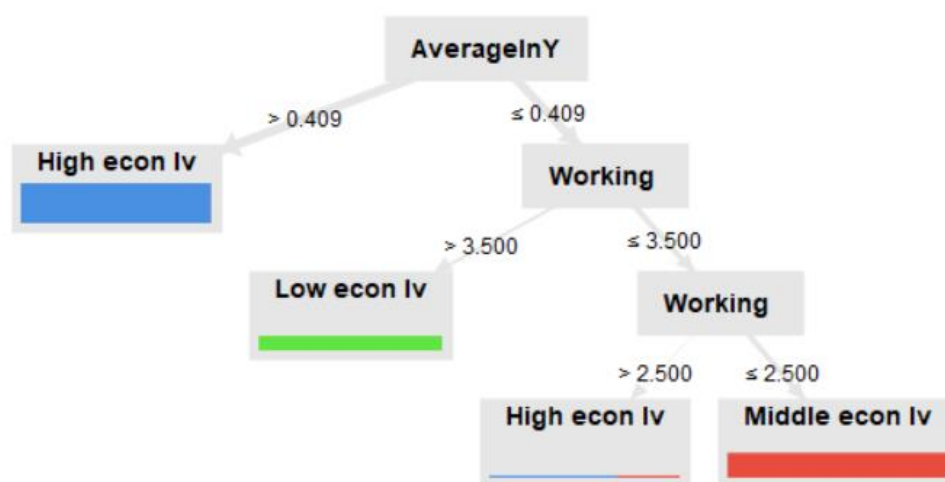 AverageInY
> 0.409
≤ 0.409
High econ lv
Working
> 3.500
≤ 3.500
Low econ lv
Working
> 2.500
≤ 2.500
High econ lv
Middle econ lv